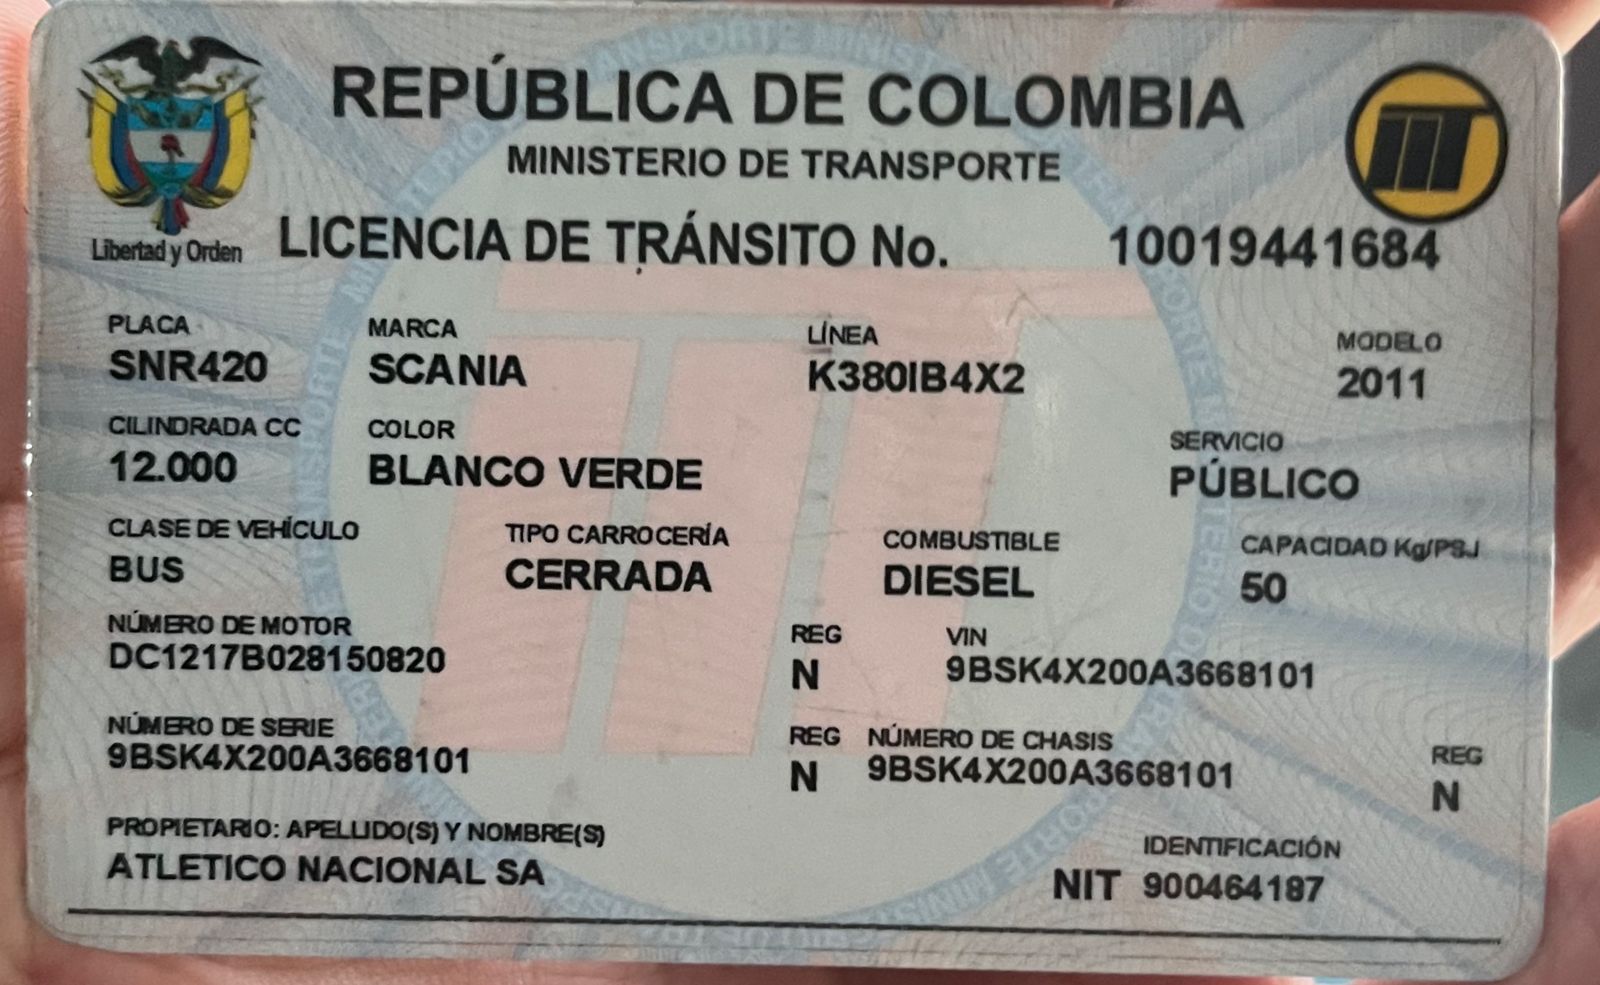 REPÚBLICA DE COLOMBIA
MINISTERIO DE TRANSPORTE
Libertad y Orden
LICENCIA DE TRÁNSITO No. 10019441684
PLACA MARCA LÍNEA MODELO
SNR420 SCANIA K380IB4X2 2011
CILINDRADA CC COLOR SERVICIO
12.000 BLANCO VERDE PÚBLICO
CLASE DE VEHÍCULO TIPO CARROCERÍA COMBUSTIBLE CAPACIDAD Kg/PSJ
BUS CERRADA DIESEL 50
NÚMERO DE MOTOR REG VIN
DC1217B028150820 N 9BSK4X200A3668101
NÚMERO DE SERIE REG NÚMERO DE CHASIS REG
9BSK4X200A3668101 N 9BSK4X200A3668101 N
PROPIETARIO: APELLIDO(S) Y NOMBRE(S) IDENTIFICACIÓN
ATLETICO NACIONAL SA NIT 900464187